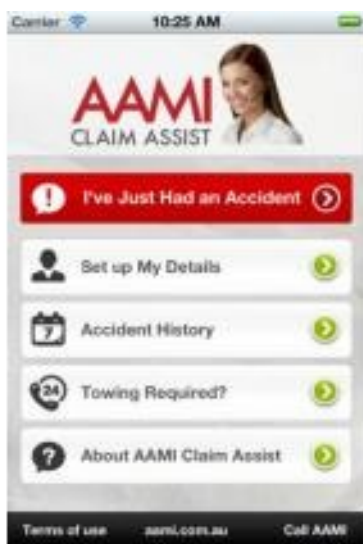 Carrier 10:25 AM
AAMI
CLAIM ASSIST
! I've Just Had an Accident
Set up My Details
7 Accident History
24 Towing Required?
? About AAMI Claim Assist
Terms of use aami.com.au Call AAMI